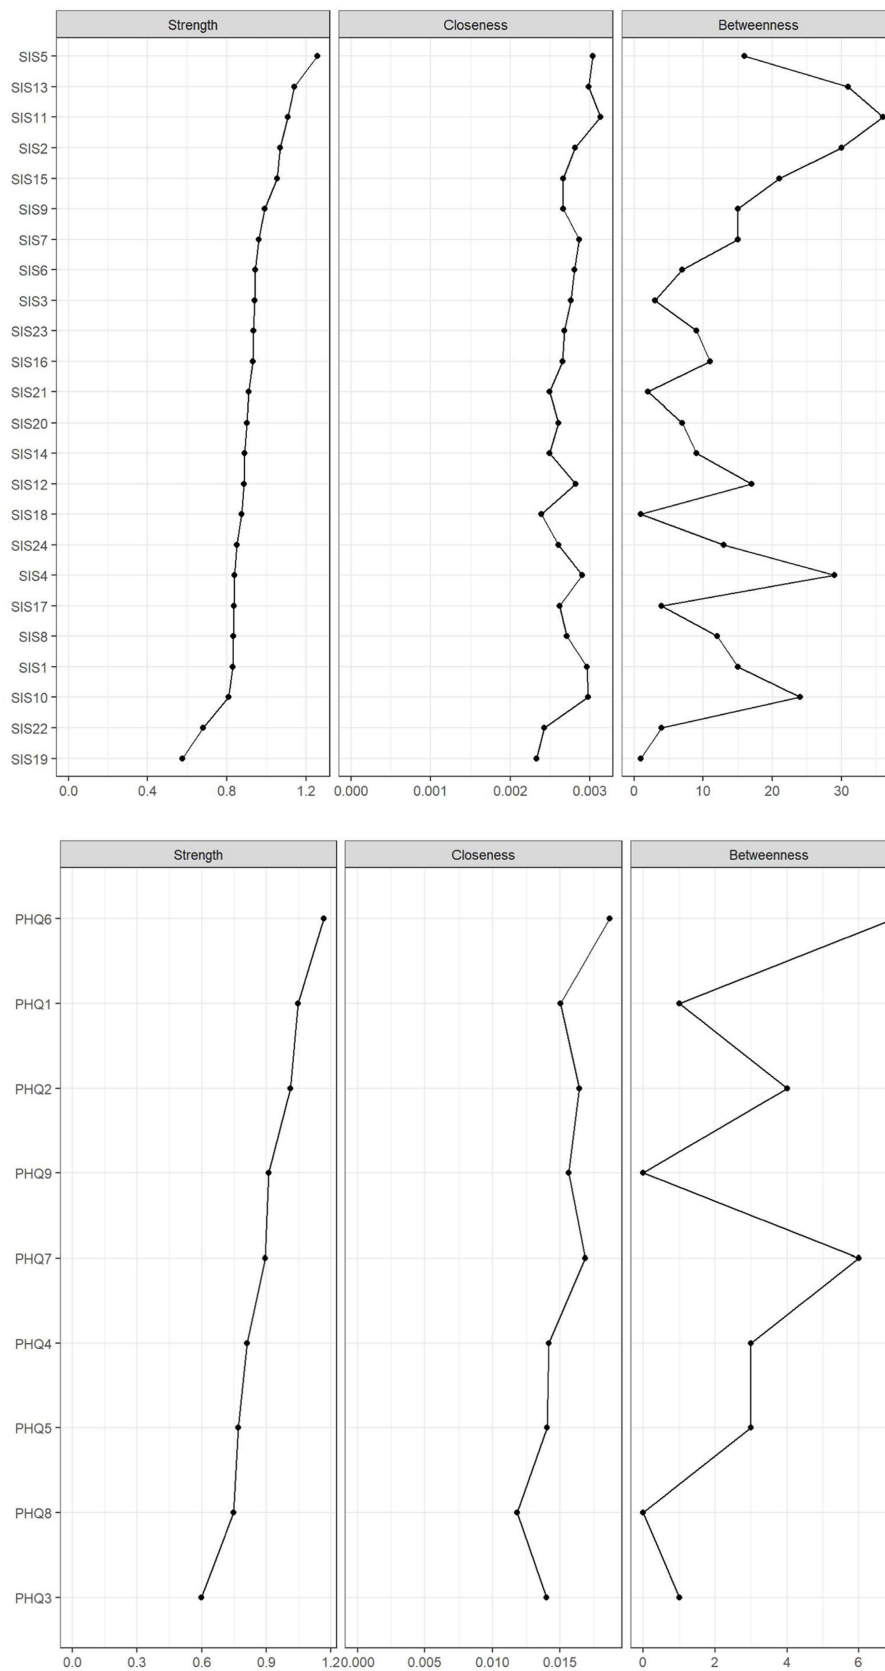 Strength Closeness Betweenness
SIS5
SIS13
SIS11
SIS2
SIS15
SIS9
SIS7
SIS6
SIS3
SIS23
SIS16
SIS21
SIS20
SIS14
SIS12
SIS18
SIS24
SIS4
SIS17
SIS8
SIS1
SIS10
SIS22
SIS19
0.0 0.4 0.8 1.2 0.000 0.001 0.002 0.003 0 10 20 30
Strength Closeness Betweenness
PHQ6
PHQ1
PHQ2
PHQ9
PHQ7
PHQ4
PHQ5
PHQ8
PHQ3
0.0 0.3 0.6 0.9 1.20.000 0.005 0.010 0.015 0 2 4 6